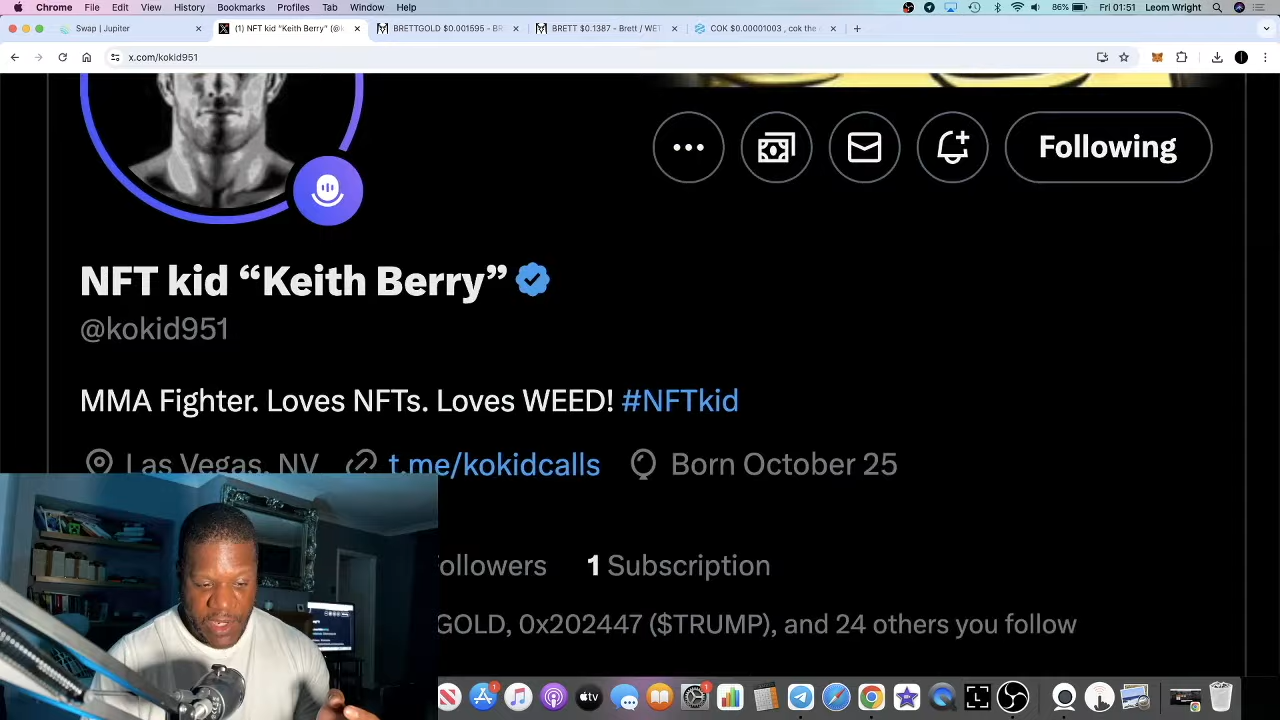 Chrome File Edit View History Bookmarks Profiles Tab Window Help 86% Fri 01:51 Leom Wright
Swap | Jupiter (1) NFT kid “Keith Berry” (@k BRETTGOLD $0.001595 - BR BRETT $0.1387 - Brett / WET COK $0.00001003 , cok the
x.com/kokid951
Following
NFT kid “Keith Berry”
@kokid951
MMA Fighter. Loves NFTs. Loves WEED! #NFTkid
Las Vegas, NV t.me/kokidcalls Born October 25
ollowers 1 Subscription
GOLD, 0x202447 ($TRUMP), and 24 others you follow
tv